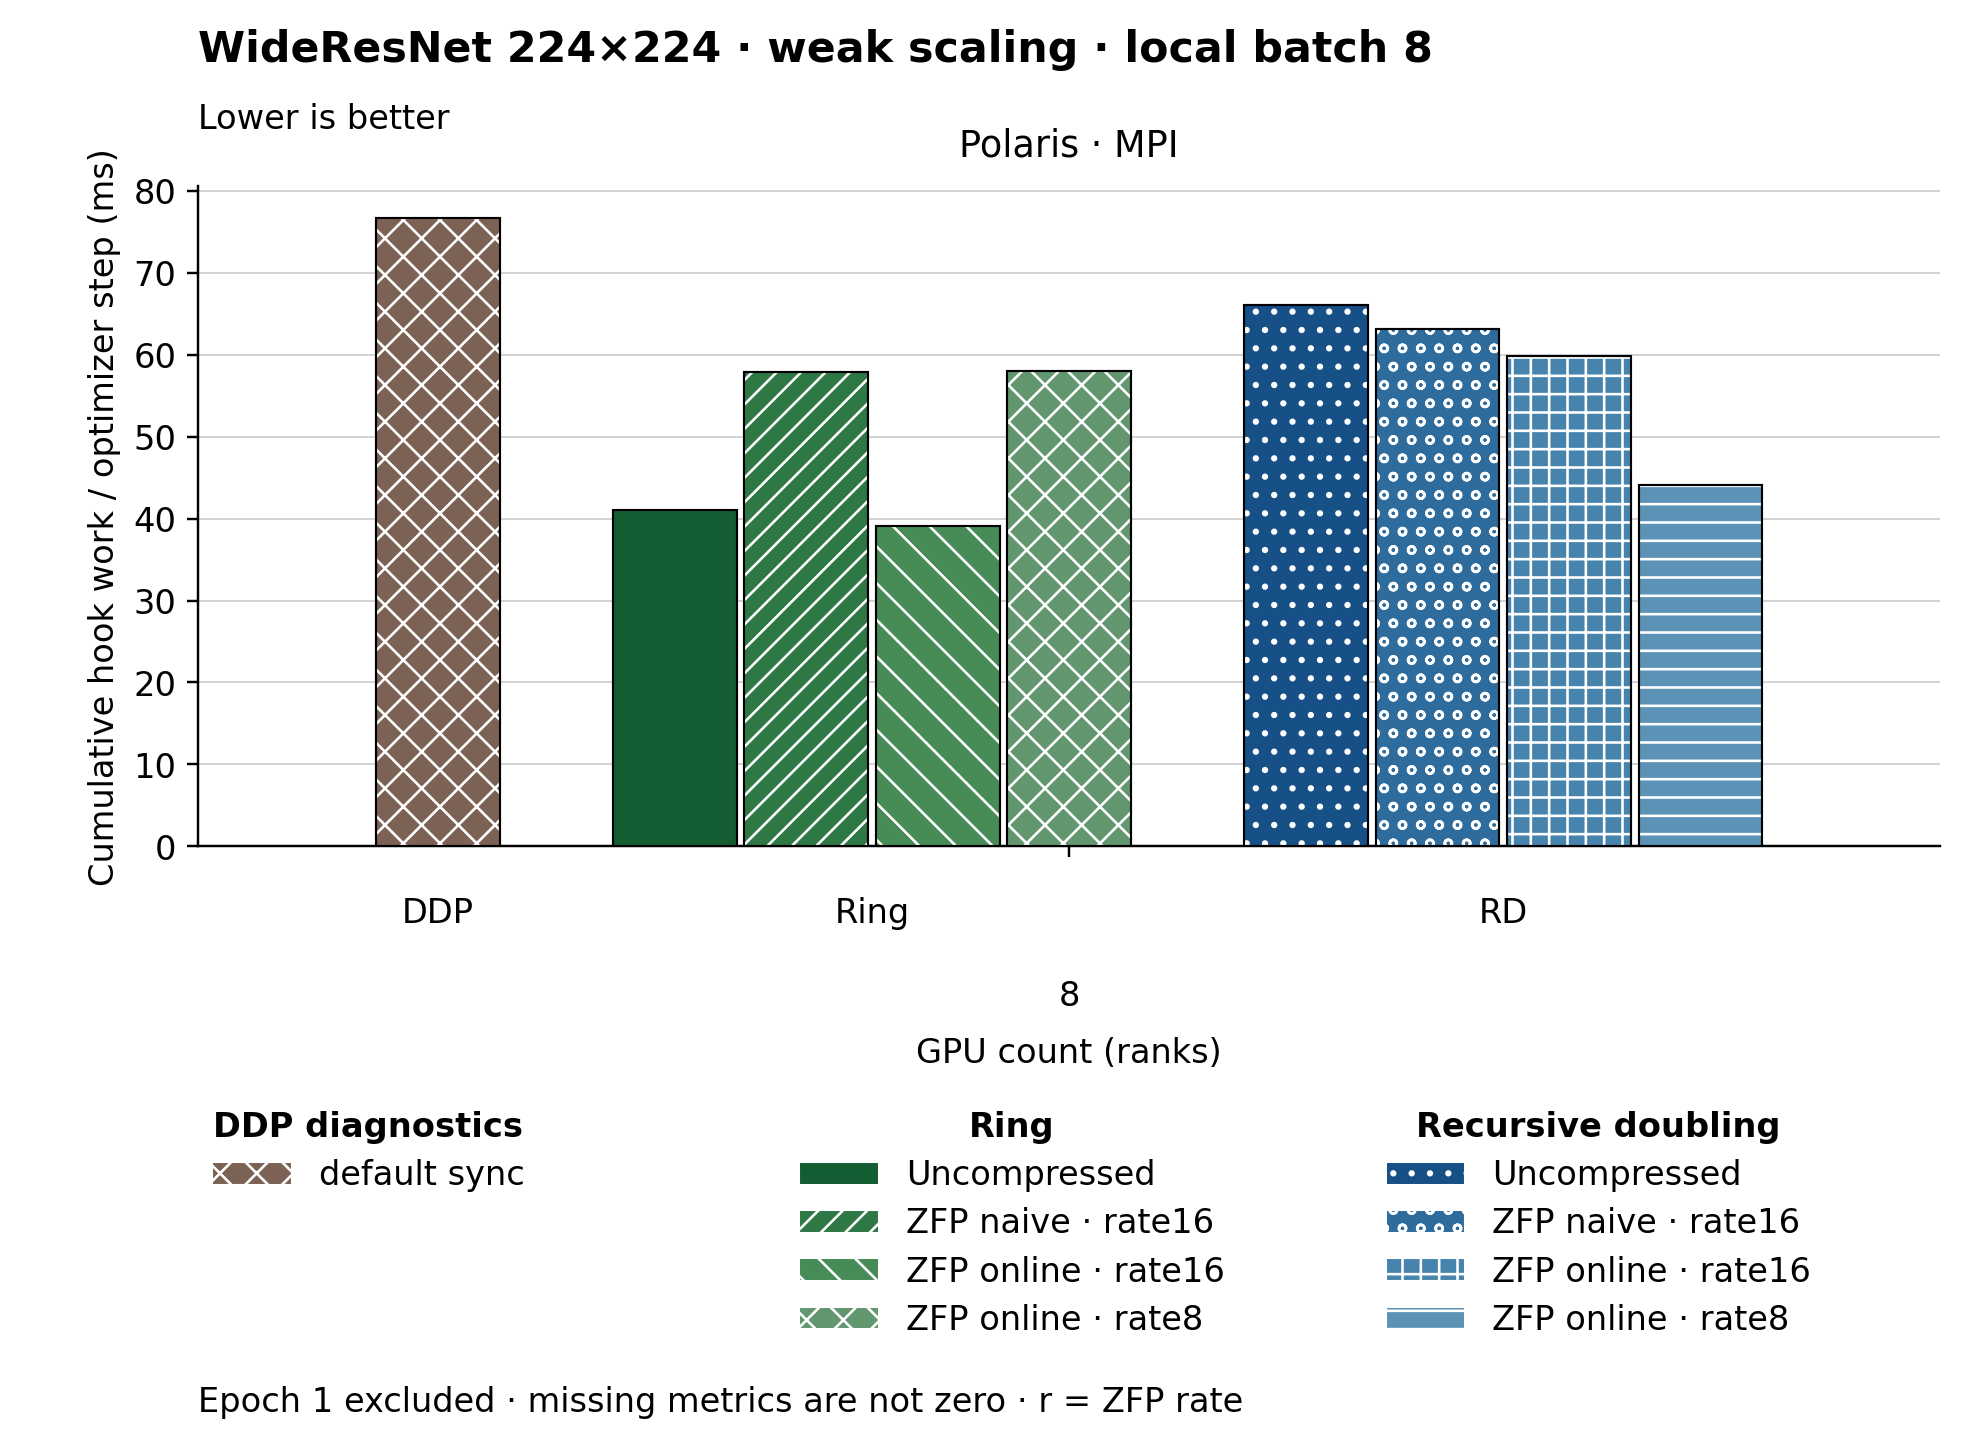 WideResNet 224×224 · weak scaling · local batch 8
Lower is better
Polaris · MPI
Cumulative hook work / optimizer step (ms)
80
70
60
50
40
30
20
10
0
DDP Ring RD
8
GPU count (ranks)
DDP diagnostics
default sync
Ring
Uncompressed
ZFP naive · rate16
ZFP online · rate16
ZFP online · rate8
Recursive doubling
Uncompressed
ZFP naive · rate16
ZFP online · rate16
ZFP online · rate8
Epoch 1 excluded · missing metrics are not zero · r = ZFP rate